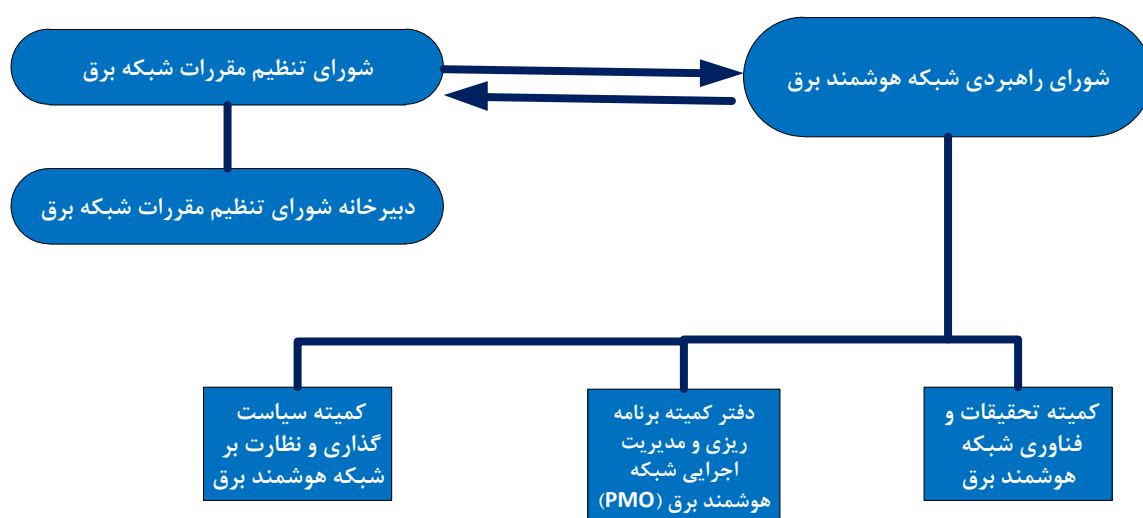 شورای راهبردی شبکه هوشمند برق
شورای تنظیم مقررات شبکه برق
دبیرخانه شورای تنظیم مقررات شبکه برق
کمیته تحقیقات و
فناوری شبکه
هوشمند برق
دفتر کمیته برنامه
ریزی و مدیریت
اجرایی شبکه
هوشمند برق (PMO)
کمیته سیاست
گذاری و نظارت بر
شبکه هوشمند برق